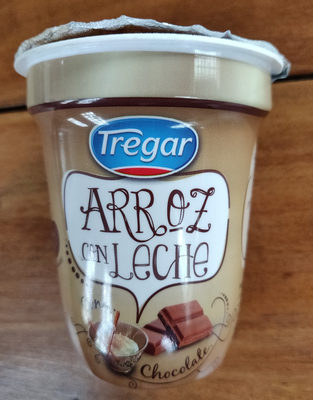 Tregar
ARROZ
CON LECHE
Chocolate